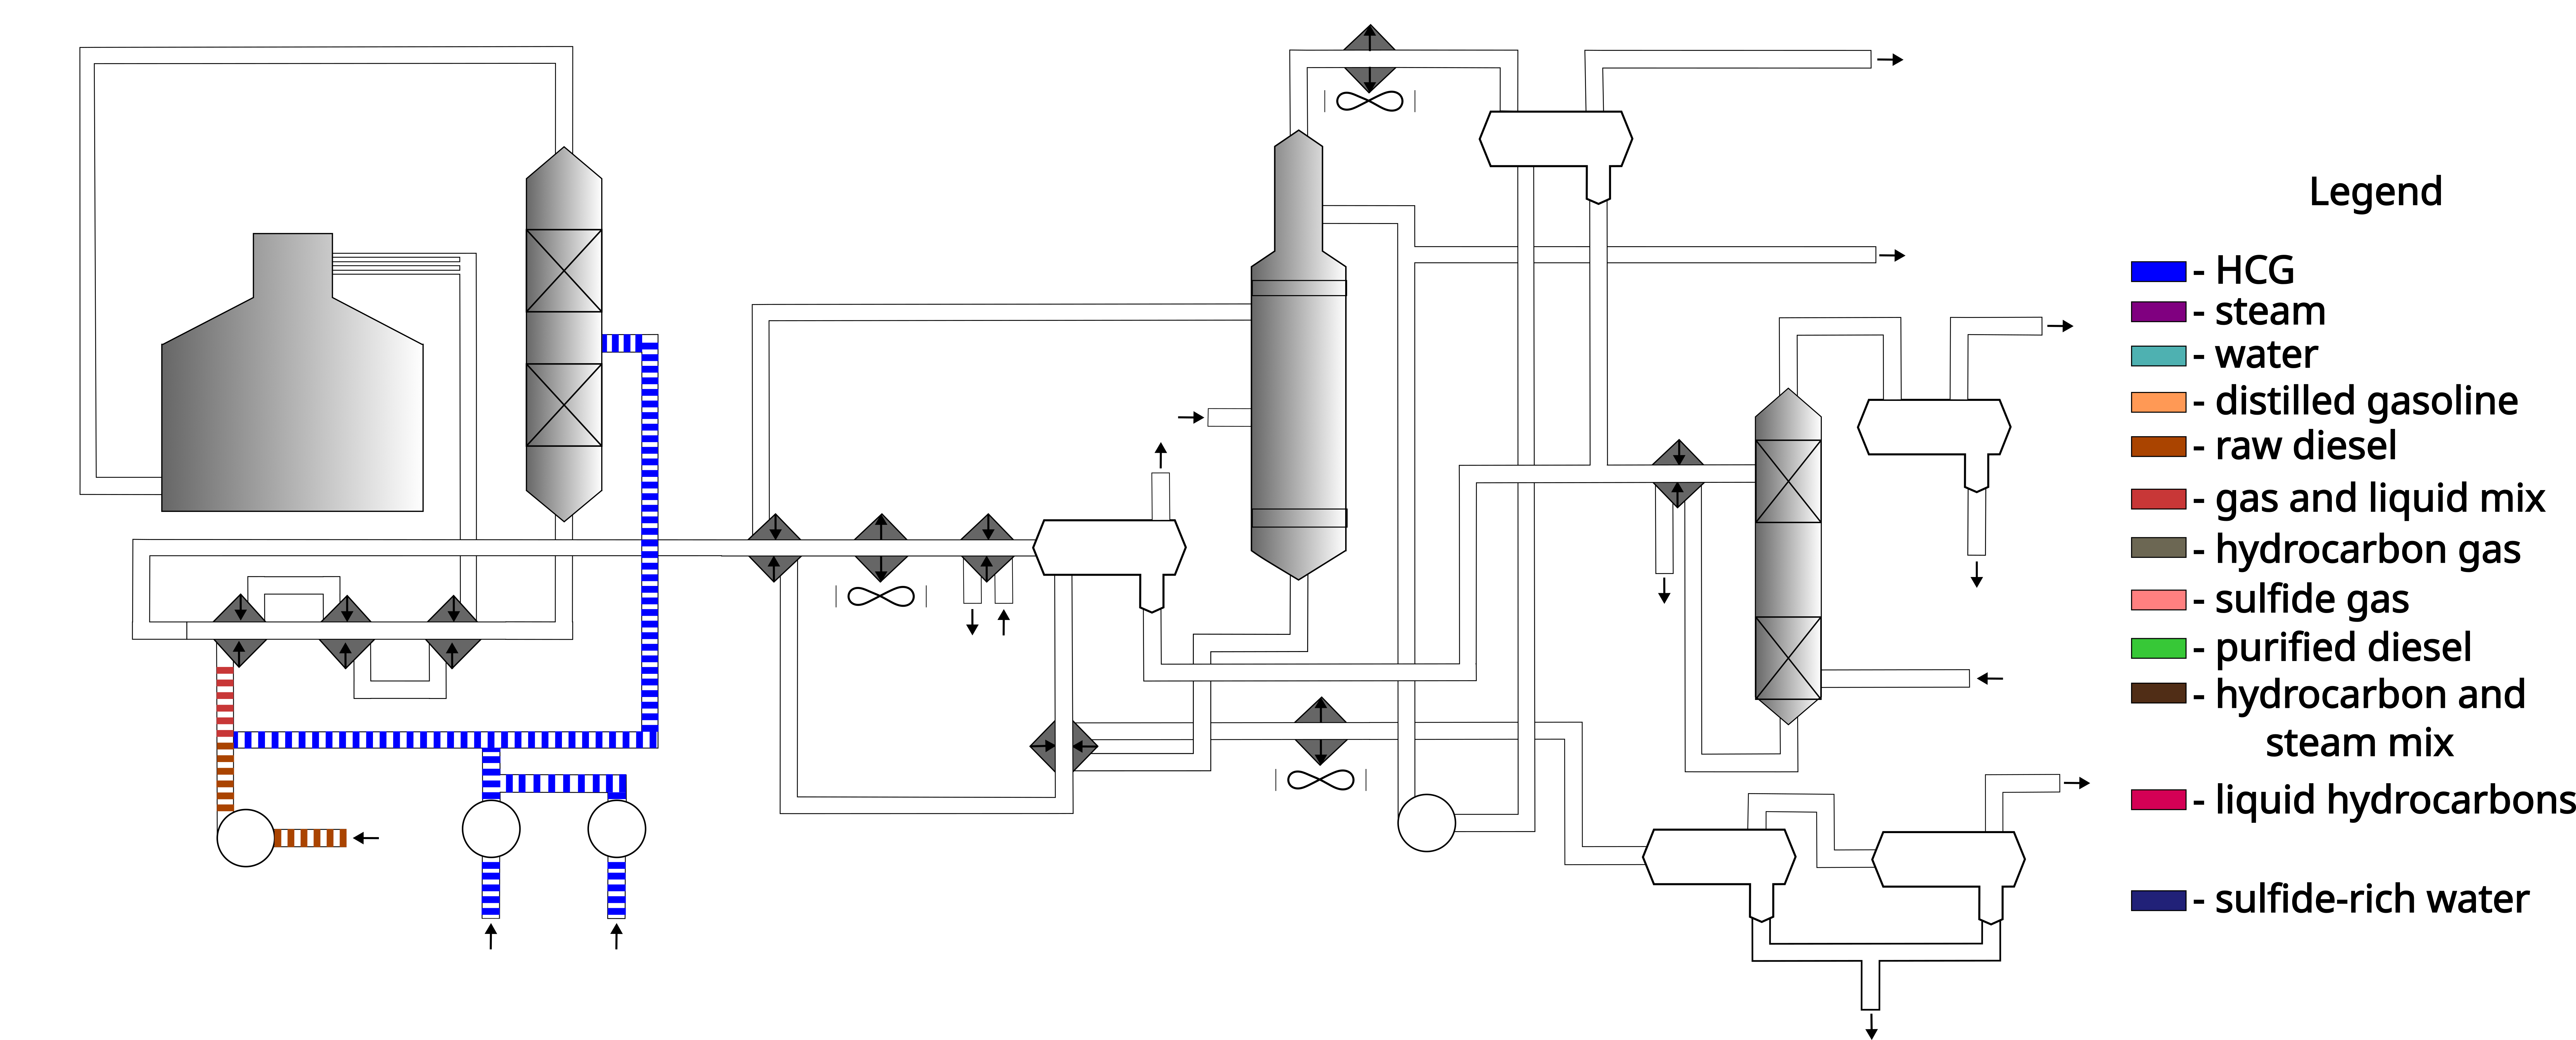 Legend
- HCG
- steam
- water
- distilled gasoline
- raw diesel
- gas and liquid mix
- hydrocarbon gas
- sulfide gas
- purified diesel
- hydrocarbon and
steam mix
- liquid hydrocarbons
- sulfide-rich water